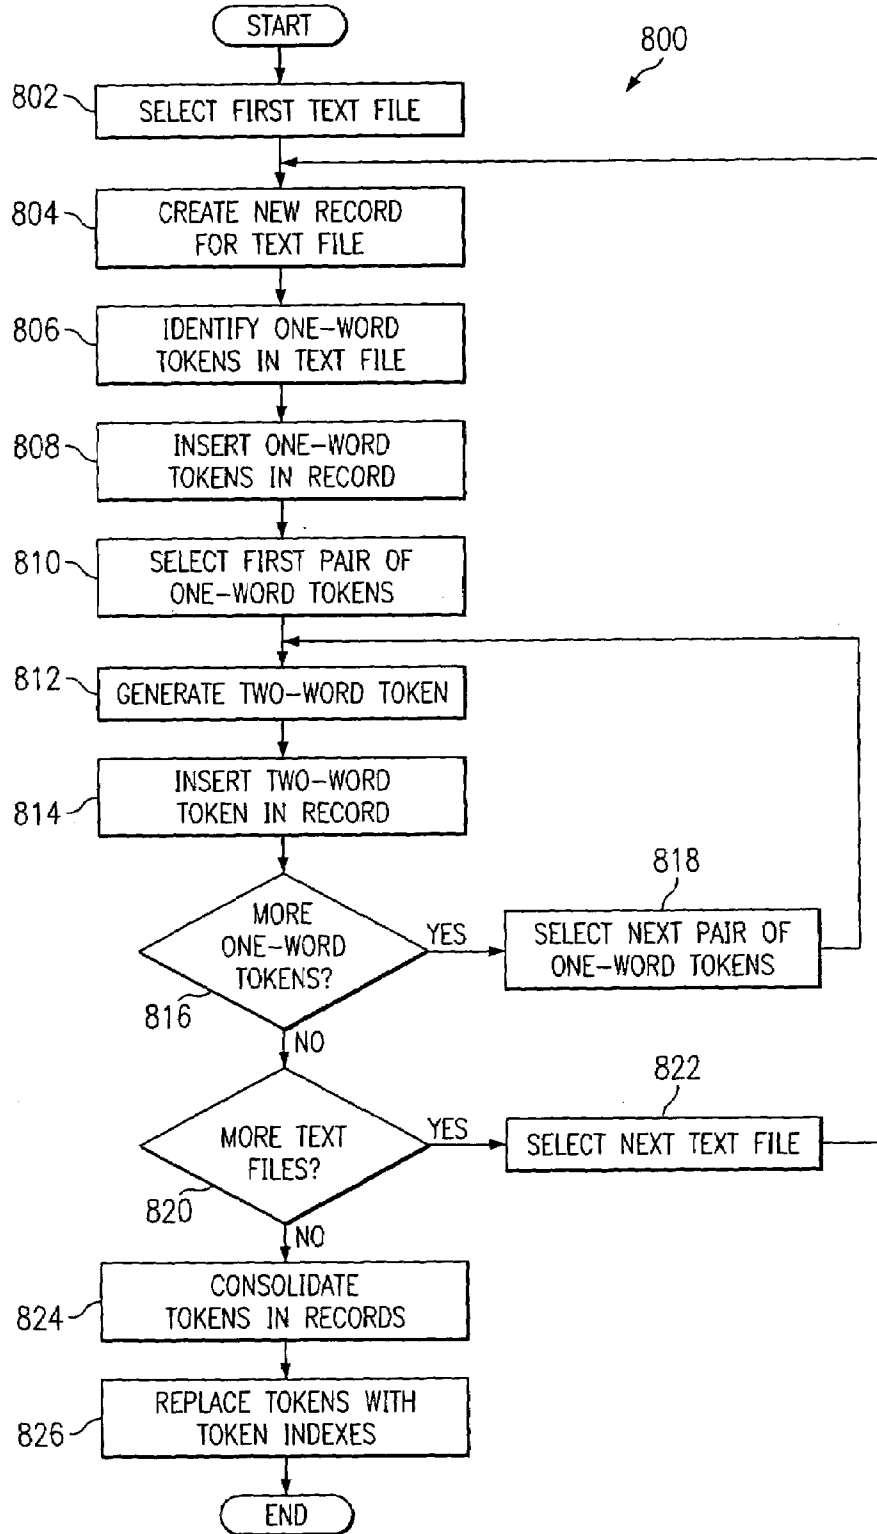 START
800
802
SELECT FIRST TEXT FILE
804
CREATE NEW RECORD
FOR TEXT FILE
806
IDENTIFY ONE-WORD
TOKENS IN TEXT FILE
808
INSERT ONE-WORD
TOKENS IN RECORD
810
SELECT FIRST PAIR OF
ONE-WORD TOKENS
812
GENERATE TWO-WORD TOKEN
814
INSERT TWO-WORD
TOKEN IN RECORD
816
MORE
ONE-WORD
TOKENS?
YES
818
SELECT NEXT PAIR OF
ONE-WORD TOKENS
NO
820
MORE TEXT
FILES?
YES
822
SELECT NEXT TEXT FILE
NO
824
CONSOLIDATE
TOKENS IN RECORDS
826
REPLACE TOKENS WITH
TOKEN INDEXES
END